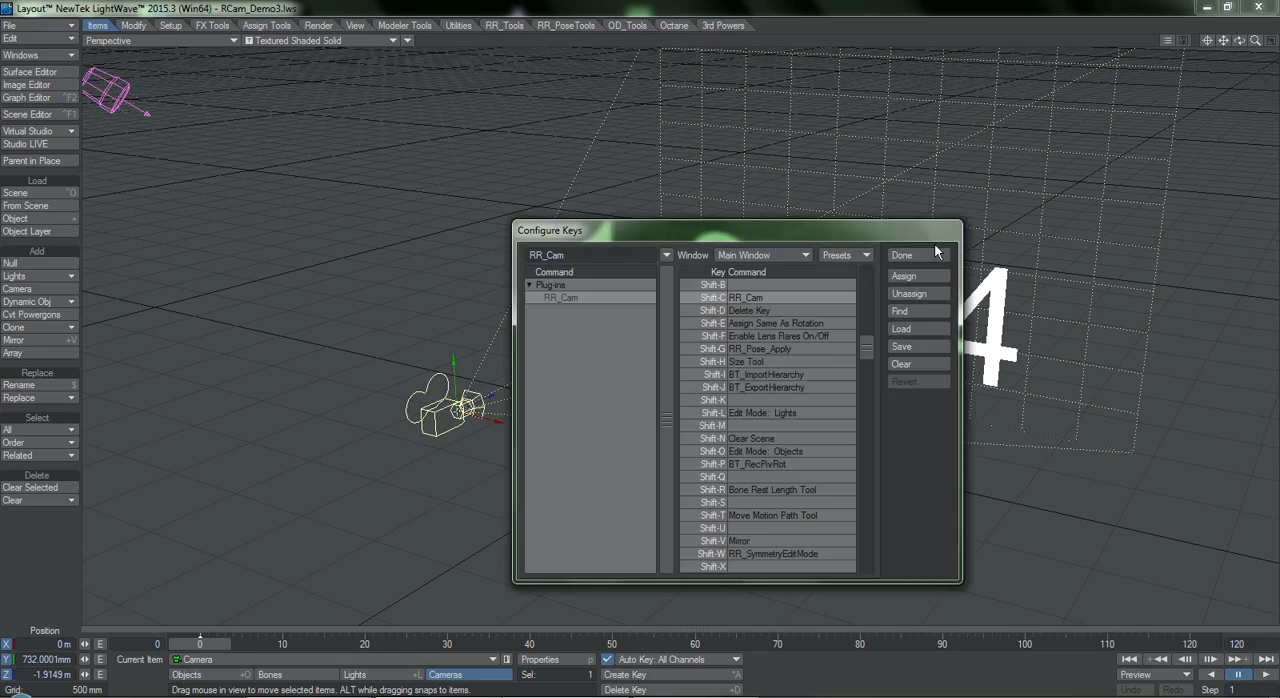 Layout™ NewTek LightWave™ 2015.3 (Win64) - RCam_Demo3.lws
File Items Modify Setup FX Tools Assign Tools Render View Modeler Tools Utilities RR_Tools RR_PoseTools OD_Tools Octane 3rd Powers
Edit Perspective Textured Shaded Solid
Windows
Surface Editor
Image Editor
Graph Editor ^F2
Scene Editor ^F1
Virtual Studio
Studio LIVE
Parent in Place
Load
Scene ^O
From Scene
Object +
Object Layer
Add
Null
Lights
Camera
Dynamic Obj
Cvt Powergons
Clone
Mirror +V
Array
Replace
Rename $
Replace
Select
All
Order
Related
Delete
Clear Selected
Clear
Configure Keys
RR_Cam Window Main Window Presets Done
Command Key Command Assign
Plug-ins Shift-B Unassign
RR_Cam Shift-C RR_Cam Find
Shift-D Delete Key Load
Shift-E Assign Same As Rotation Save
Shift-F Enable Lens Flares On/Off Clear
Shift-G RR_Pose_Apply Revert
Shift-H Size Tool
Shift-I BT_ImportHierarchy
Shift-J BT_ExportHierarchy
Shift-K
Shift-L Edit Mode: Lights
Shift-M
Shift-N Clear Scene
Shift-O Edit Mode: Objects
Shift-P BT_RecPivRot
Shift-Q
Shift-R Bone Rest Length Tool
Shift-S
Shift-T Move Motion Path Tool
Shift-U
Shift-V Mirror
Shift-W RR_SymmetryEditMode
Shift-X
4
Position
X 0 m E 0 0 10 20 30 40 50 60 70 80 90 100 110 120 120
Y 732.0001mm E Current Item Camera Properties p Auto Key: All Channels
Z -1.9149 m E Objects +O Bones Lights +L Cameras Sel: 1 Create Key ^A Preview
Grid: 500 mm Drag mouse in view to move selected items. ALT while dragging snaps to items. Delete Key +D Undo Redo Step 1